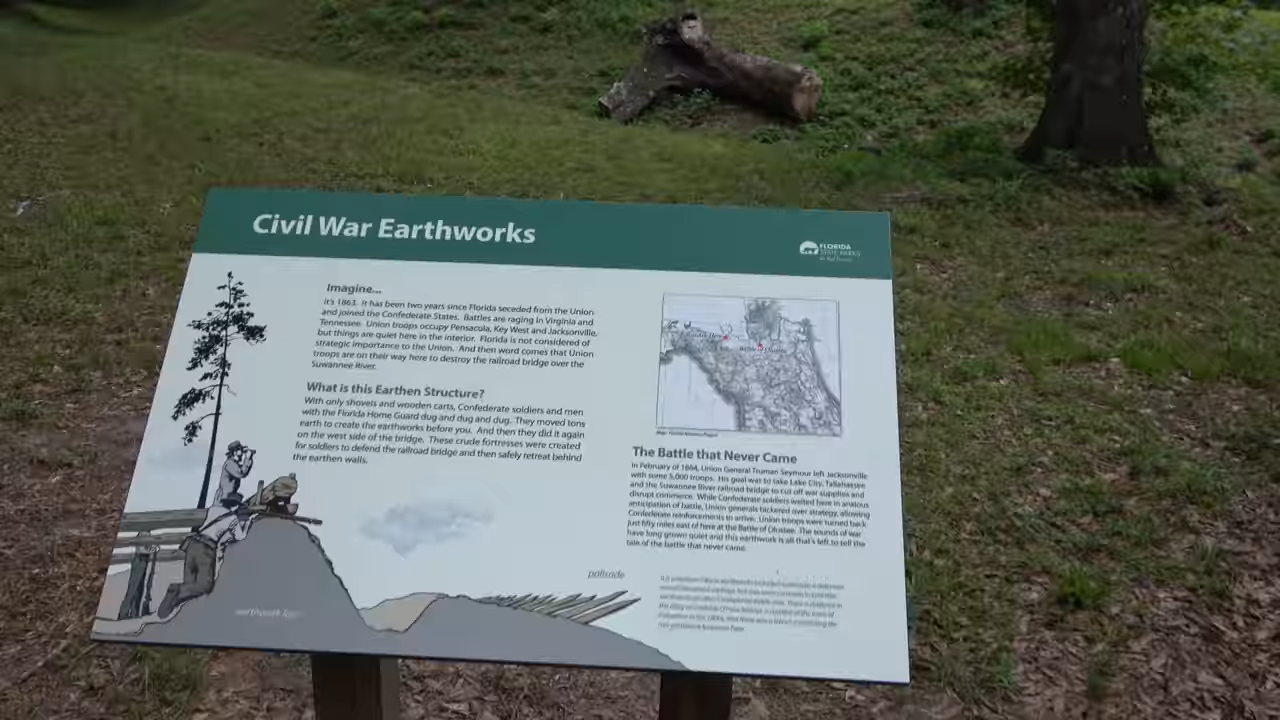 Civil War Earthworks
FLORIDA
STATE PARKS
Imagine...
It's 1863. It has been two years since Florida seceded from the Union
and joined the Confederate States. Battles are raging in Virginia and
Tennessee. Union troops occupy Pensacola, Key West and Jacksonville,
but things are quiet here in the interior. Florida is not considered of
strategic importance to the Union. And then word comes that Union
troops are on their way here to destroy the railroad bridge over the
Suwannee River.
What is this Earthen Structure?
With only shovels and wooden carts, Confederate soldiers and men
with the Florida Home Guard dug and dug and dug. They moved tons
earth to create the earthworks before you. And then they did it again
on the west side of the bridge. These crude fortresses were created
for soldiers to defend the railroad bridge and then safely retreat behind
the earthen walls.
Battle of Olustee
The Battle that Never Came
In February of 1864, Union General Truman Seymour left Jacksonville
with some 5,000 troops. His goal was to take Lake City, Tallahassee
and the Suwannee River railroad bridge to cut off war supplies and
disrupt commerce. While Confederate soldiers waited here in anxious
anticipation of battle, Union generals bickered over strategy, allowing
Confederate reinforcements to arrive. Union troops were turned back
just fifty miles east of here at the Battle of Olustee. The sounds of war
have long grown quiet and this earthwork is all that's left to tell the
tale of the battle that never came.
palisade
earthwork